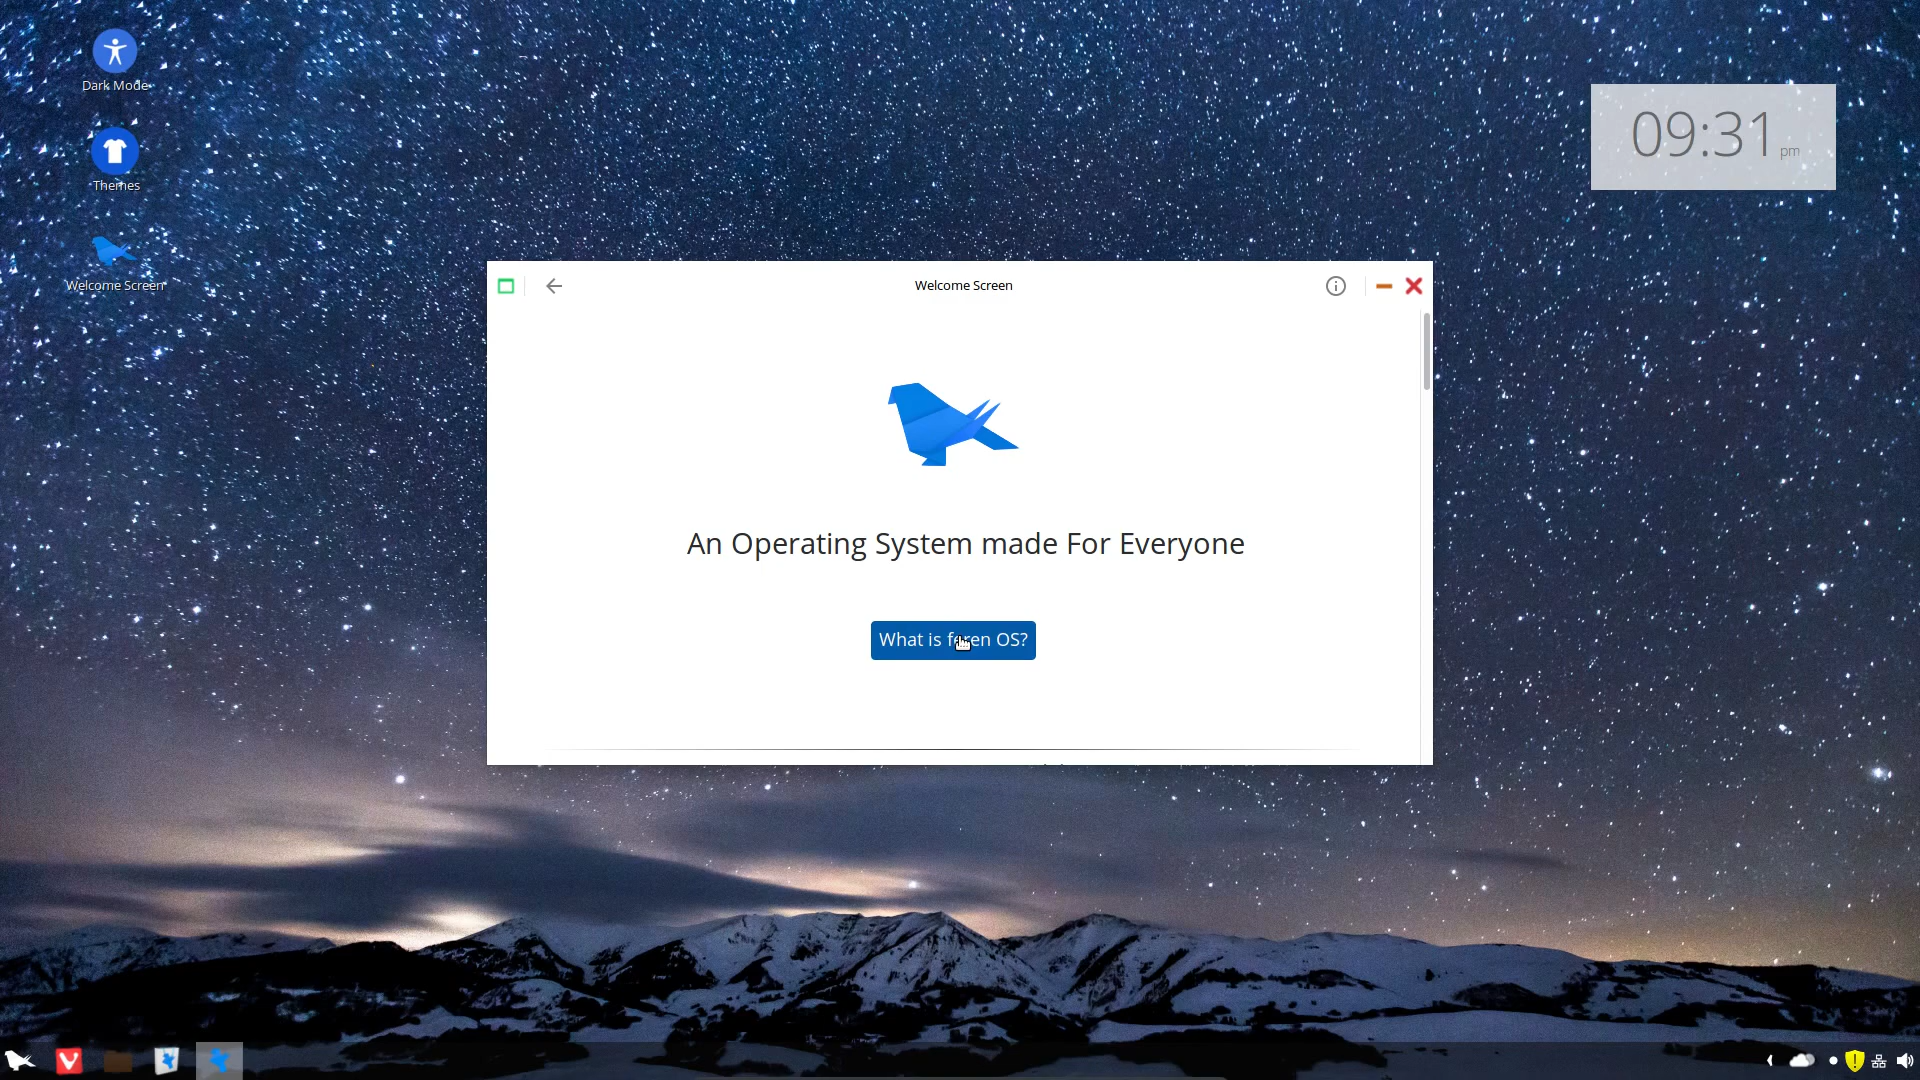 Dark Mode
Themes
Welcome Screen
09:31 pm
Welcome Screen
An Operating System made For Everyone
What is feren OS?